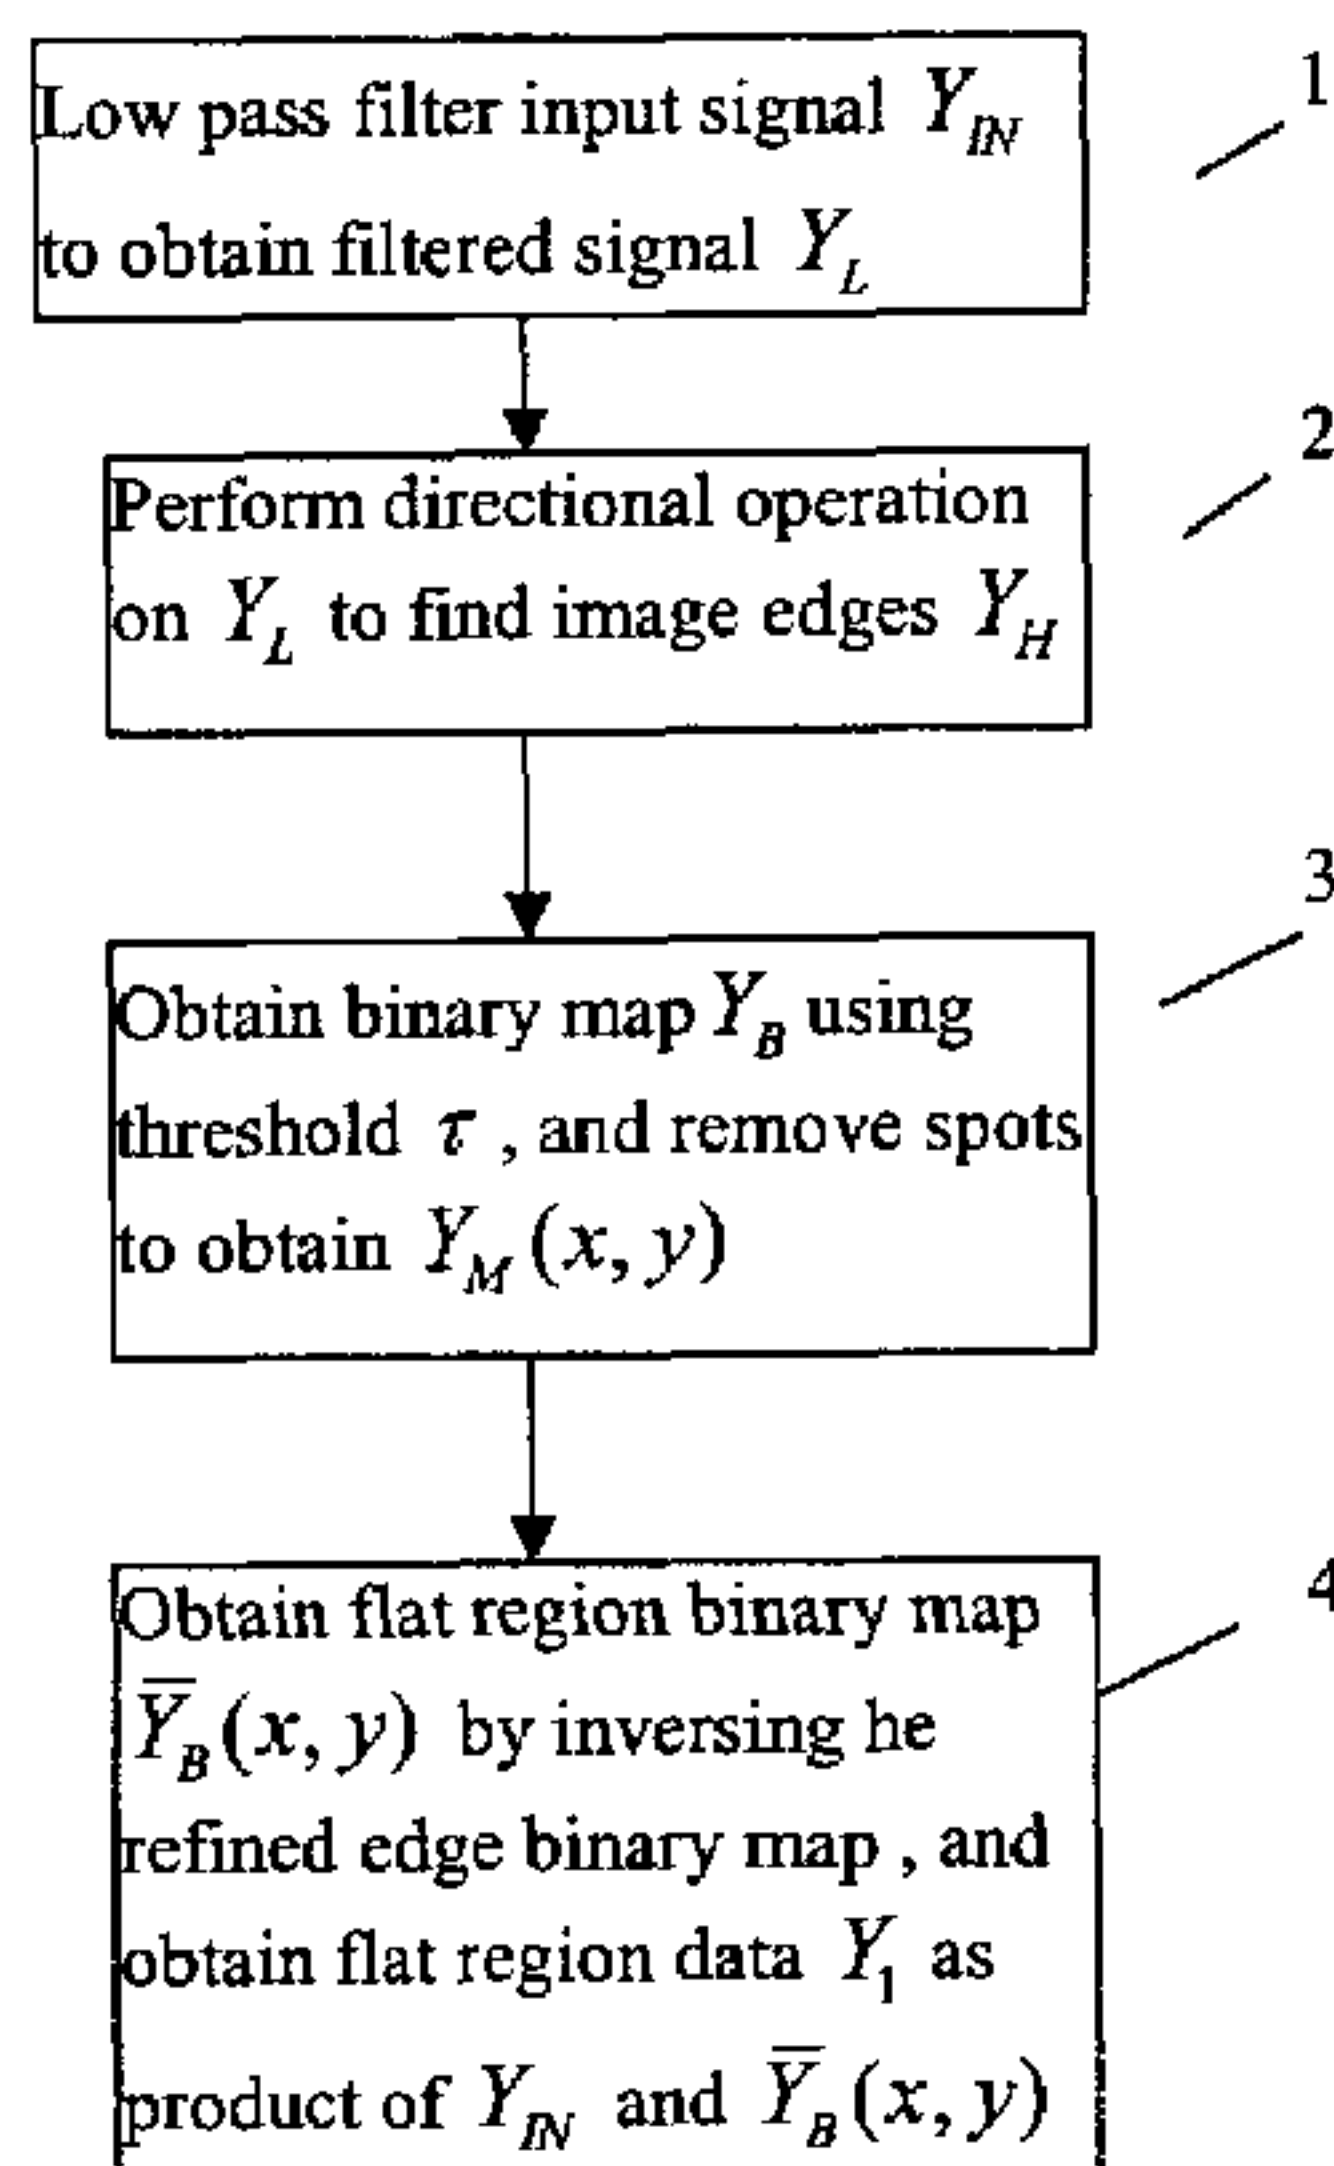 Low pass filter input signal Y_IN
to obtain filtered signal Y_L
1
Perform directional operation
on Y_L to find image edges Y_H
2
Obtain binary map Y_B using
threshold τ , and remove spots
to obtain Y_M (x, y)
3
Obtain flat region binary map
Y̅_B (x, y) by inversing he
refined edge binary map , and
obtain flat region data Y_1 as
product of Y_IN and Y̅_B (x, y)
4